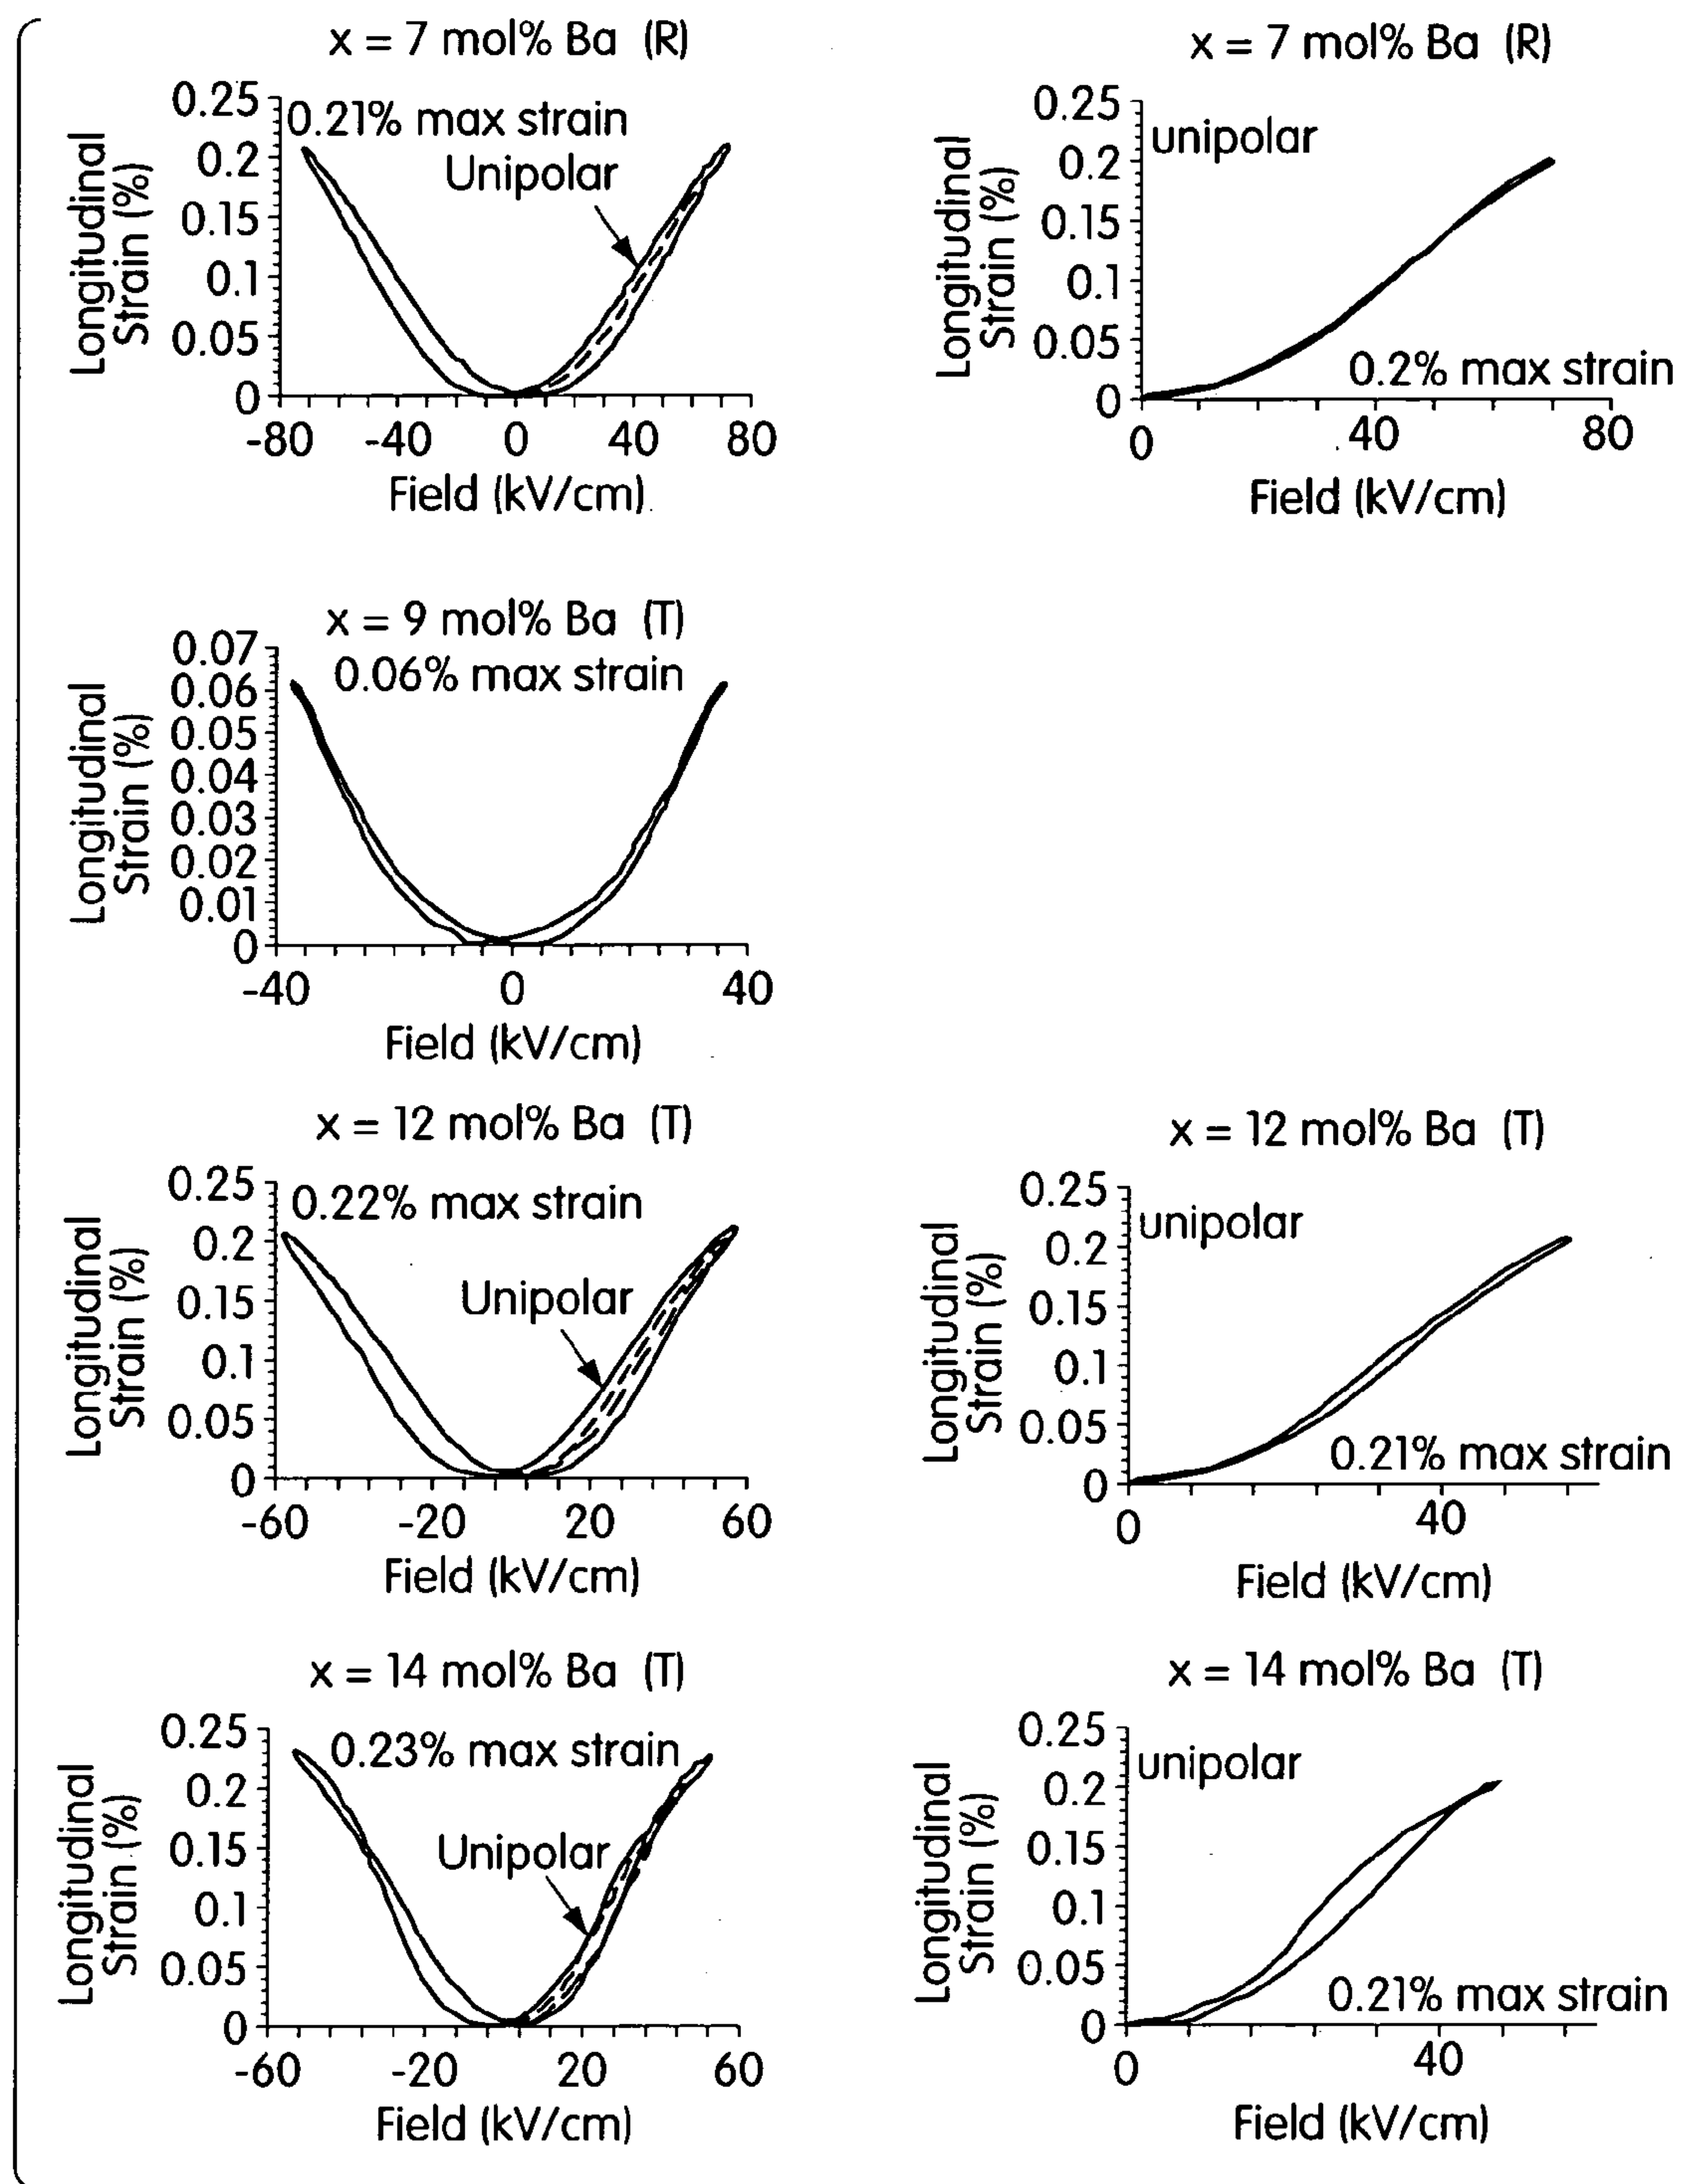 x = 7 mol% Ba (R)
0.21% max strain
Unipolar
Longitudinal
Strain (%)
0.25
0.2
0.15
0.1
0.05
0
-80 -40 0 40 80
Field (kV/cm)
x = 7 mol% Ba (R)
unipolar
Longitudinal
Strain (%)
0.25
0.2
0.15
0.1
0.05
0
0.2% max strain
0 40 80
Field (kV/cm)
x = 9 mol% Ba (T)
0.06% max strain
Longitudinal
Strain (%)
0.07
0.06
0.05
0.04
0.03
0.02
0.01
0
-40 0 40
Field (kV/cm)
x = 12 mol% Ba (T)
0.22% max strain
Unipolar
Longitudinal
Strain (%)
0.25
0.2
0.15
0.1
0.05
0
-60 -20 20 60
Field (kV/cm)
x = 12 mol% Ba (T)
unipolar
Longitudinal
Strain (%)
0.25
0.2
0.15
0.1
0.05
0
0.21% max strain
0 40
Field (kV/cm)
x = 14 mol% Ba (T)
0.23% max strain
Unipolar
Longitudinal
Strain (%)
0.25
0.2
0.15
0.1
0.05
0
-60 -20 20 60
Field (kV/cm)
x = 14 mol% Ba (T)
unipolar
Longitudinal
Strain (%)
0.25
0.2
0.15
0.1
0.05
0
0.21% max strain
0 40
Field (kV/cm)